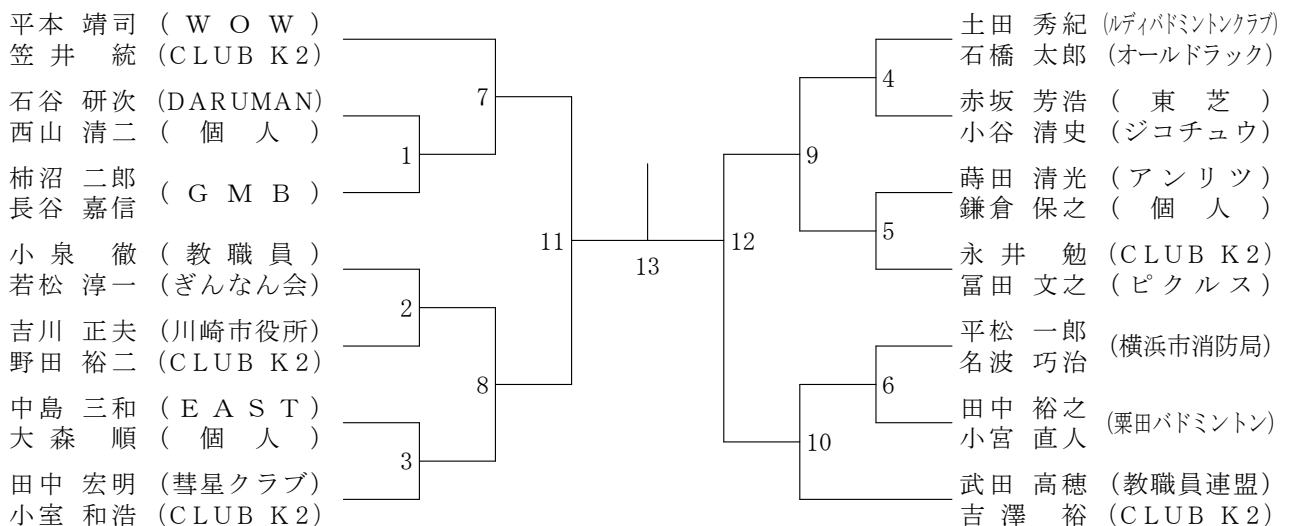 平本 靖司 (ＷＯＷ)
笠井 統 (CLUB K2)
石谷 研次 (DARUMAN)
西山 清二 (個人)
柿沼 二郎
長谷 嘉信
(ＧＭＢ)
小泉 徹 (教職員)
若松 淳一 (ぎんなん会)
吉川 正夫 (川崎市役所)
野田 裕二 (CLUB K2)
中島 三和 (ＥＡＳＴ)
大森 順 (個人)
田中 宏明 (彗星クラブ)
小室 和浩 (CLUB K2)
7
1
11
2
8
3
13
12
4
9
5
6
10
土田 秀紀 (ルディバドミントンクラブ)
石橋 太郎 (オールドラック)
赤坂 芳浩 (東芝)
小谷 清史 (ジコチュウ)
蒔田 清光 (アンリツ)
鎌倉 保之 (個人)
永井 勉 (CLUB K2)
冨田 文之 (ピクルス)
平松 一郎
名波 巧治
(横浜市消防局)
田中 裕之
小宮 直人
(栗田バドミントン)
武田 高穂 (教職員連盟)
吉澤 裕 (CLUB K2)